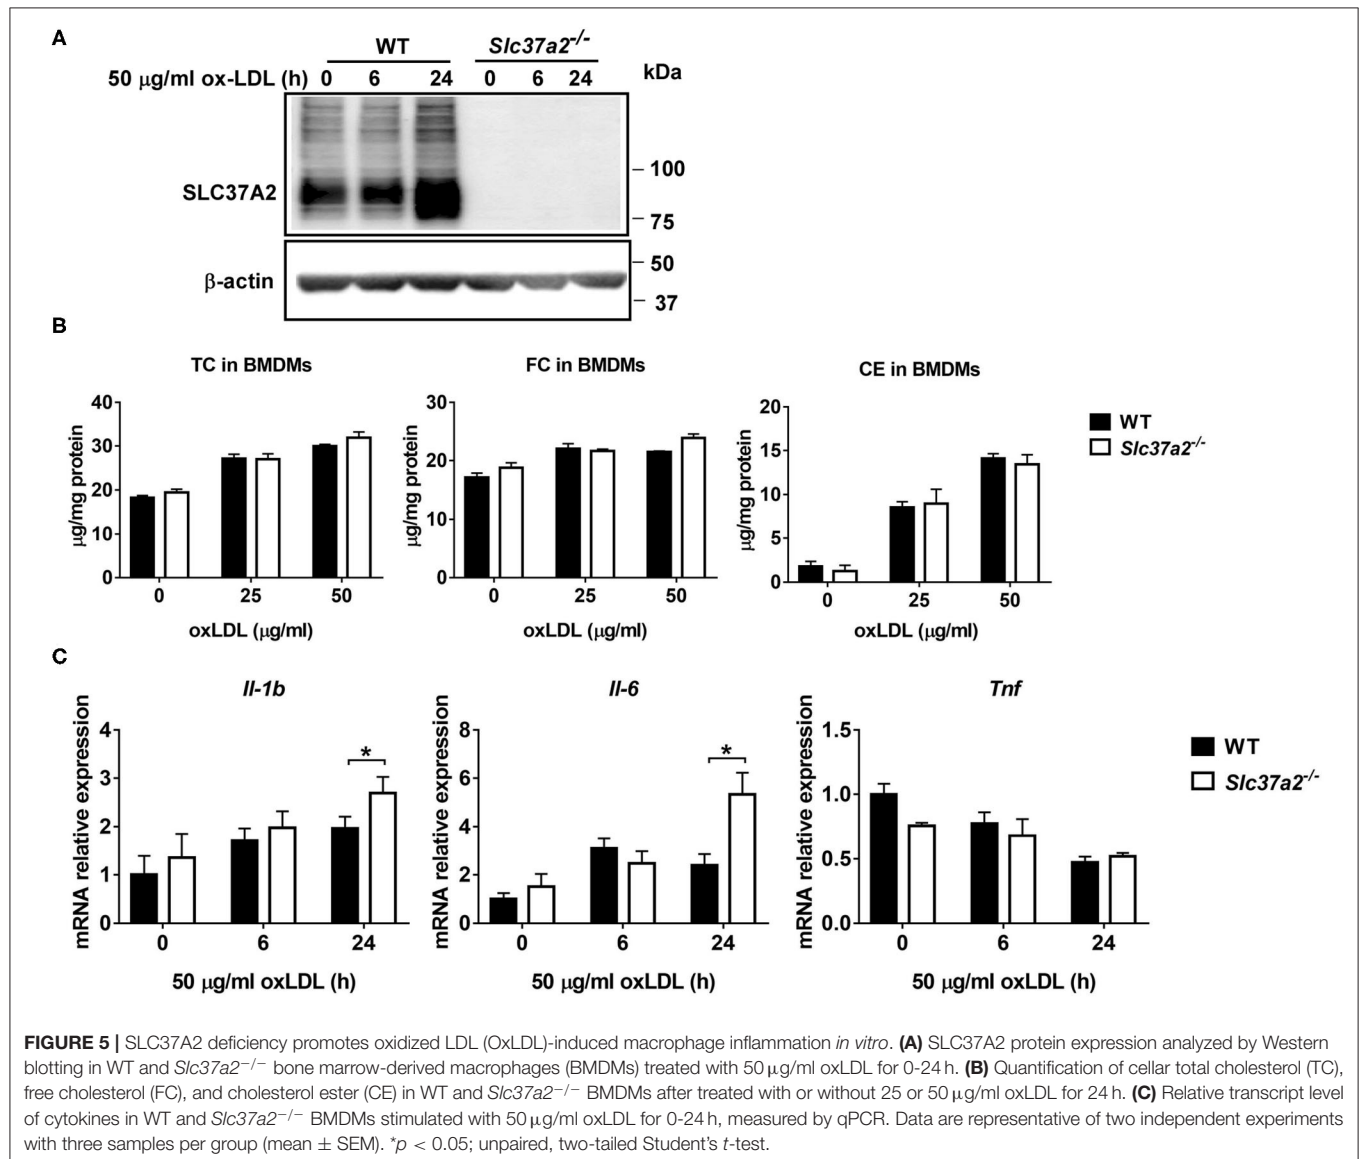 A
WT Slc37a2-/-
50 μg/ml ox-LDL (h) 0 6 24 0 6 24 kDa
100
SLC37A2
75
50
β-actin
37
B
TC in BMDMs
μg/mg protein
40
30
20
10
0
0 25 50
oxLDL (μg/ml)
FC in BMDMs
μg/mg protein
30
20
10
0
0 25 50
oxLDL (μg/ml)
CE in BMDMs
μg/mg protein
20
15
10
5
0
0 25 50
oxLDL (μg/ml)
WT
Slc37a2-/-
C
Il-1b
mRNA relative expression
4
3
2
1
0
*
0 6 24
50 μg/ml oxLDL (h)
Il-6
mRNA relative expression
8
6
4
2
0
*
0 6 24
50 μg/ml oxLDL (h)
Tnf
mRNA relative expression
1.5
1.0
0.5
0.0
0 6 24
50 μg/ml oxLDL (h)
WT
Slc37a2-/-
FIGURE 5 | SLC37A2 deficiency promotes oxidized LDL (OxLDL)-induced macrophage inflammation in vitro. (A) SLC37A2 protein expression analyzed by Western
blotting in WT and Slc37a2−/− bone marrow-derived macrophages (BMDMs) treated with 50 μg/ml oxLDL for 0-24 h. (B) Quantification of cellar total cholesterol (TC),
free cholesterol (FC), and cholesterol ester (CE) in WT and Slc37a2−/− BMDMs after treated with or without 25 or 50 μg/ml oxLDL for 24 h. (C) Relative transcript level
of cytokines in WT and Slc37a2−/− BMDMs stimulated with 50 μg/ml oxLDL for 0-24 h, measured by qPCR. Data are representative of two independent experiments
with three samples per group (mean ± SEM). *p < 0.05; unpaired, two-tailed Student's t-test.